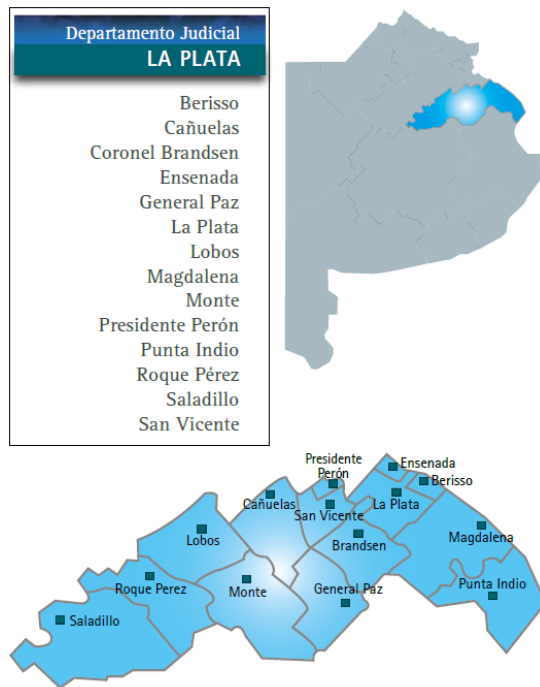 Departamento Judicial
LA PLATA
Berisso
Cañuelas
Coronel Brandsen
Ensenada
General Paz
La Plata
Lobos
Magdalena
Monte
Presidente Perón
Punta Indio
Roque Pérez
Saladillo
San Vicente
Presidente
Perón
Ensenada
Berisso
Cañuelas
San Vicente
La Plata
Lobos
Brandsen
Magdalena
Roque Perez
Monte
General Paz
Punta Indio
Saladillo